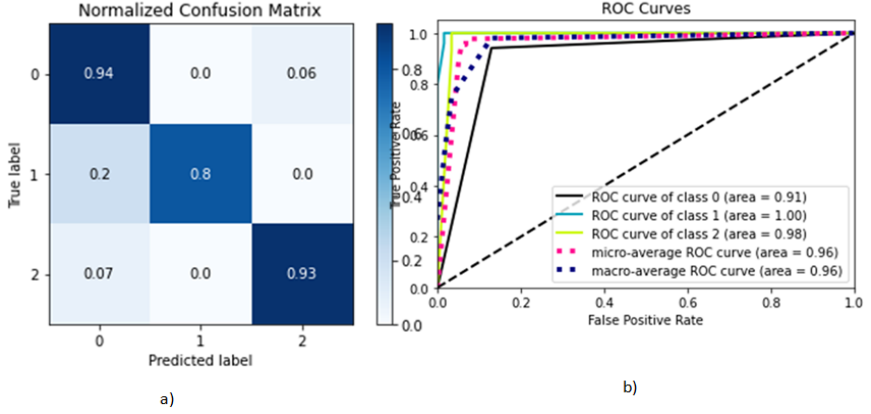 Normalized Confusion Matrix
True label
0
1
2
0.94 0.0 0.06
0.2 0.8 0.0
0.07 0.0 0.93
0 1 2
Predicted label
0.8
0.6
0.4
0.2
0.0
a)
ROC Curves
True Positive Rate
1.0
0.8
0.6
0.4
0.2
0.0
0.0 0.2 0.4 0.6 0.8 1.0
False Positive Rate
ROC curve of class 0 (area = 0.91)
ROC curve of class 1 (area = 1.00)
ROC curve of class 2 (area = 0.98)
micro-average ROC curve (area = 0.96)
macro-average ROC curve (area = 0.96)
b)